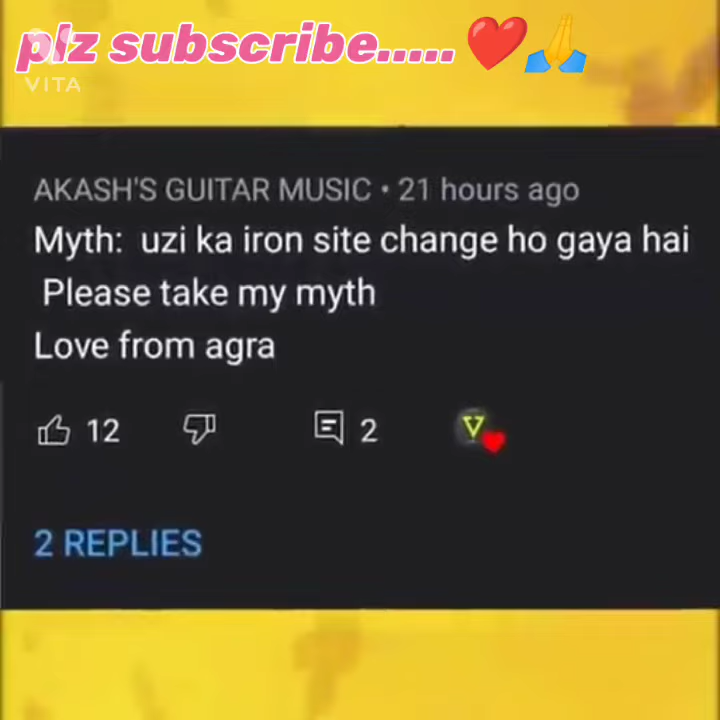 plz subscribe..... ❤️🙏
VITA
AKASH'S GUITAR MUSIC • 21 hours ago
Myth: uzi ka iron site change ho gaya hai
Please take my myth
Love from agra
12 2
2 REPLIES